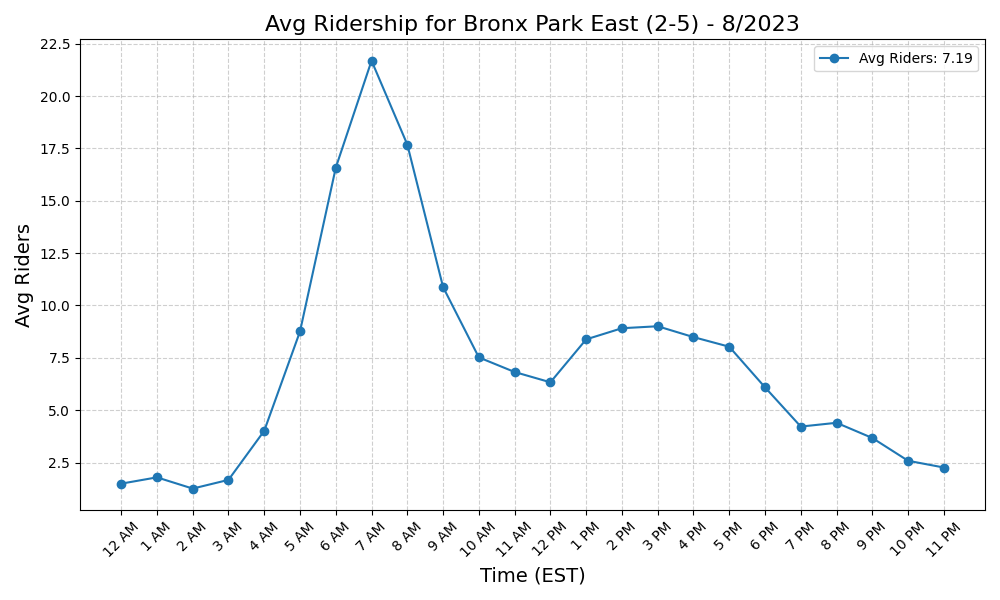 Avg Ridership for Bronx Park East (2-5) - 8/2023
Avg Riders: 7.19
Avg Riders
22.5
20.0
17.5
15.0
12.5
10.0
7.5
5.0
2.5
12 AM
1 AM
2 AM
3 AM
4 AM
5 AM
6 AM
7 AM
8 AM
9 AM
10 AM
11 AM
12 PM
1 PM
2 PM
3 PM
4 PM
5 PM
6 PM
7 PM
8 PM
9 PM
10 PM
11 PM
Time (EST)